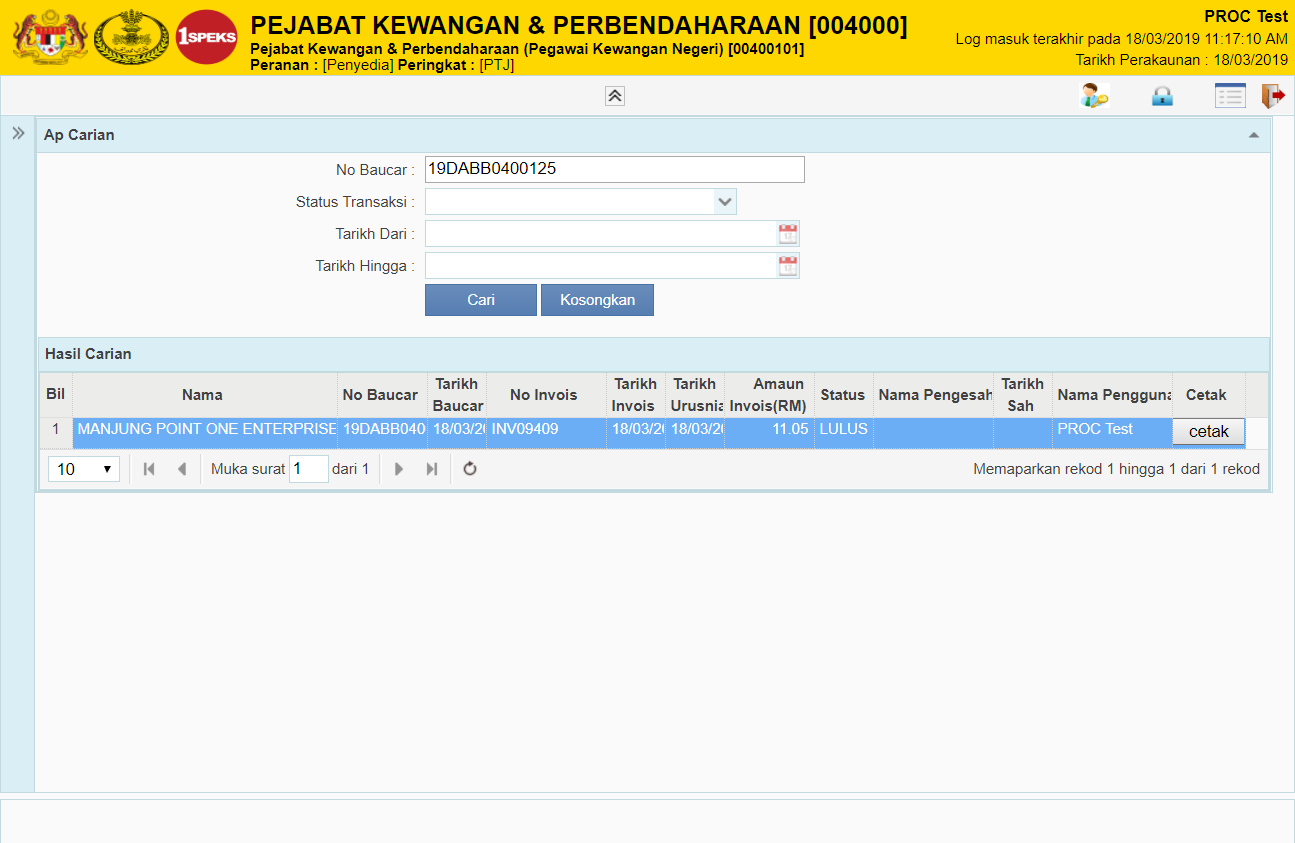 1SPEKS
PEJABAT KEWANGAN & PERBENDAHARAAN [004000]
Pejabat Kewangan & Perbendaharaan (Pegawai Kewangan Negeri) [00400101]
Peranan : [Penyedia] Peringkat : [PTJ]
PROC Test
Log masuk terakhir pada 18/03/2019 11:17:10 AM
Tarikh Perakaunan : 18/03/2019
Ap Carian
No Baucar : 19DABB0400125
Status Transaksi :
Tarikh Dari :
Tarikh Hingga :
Cari Kosongkan
Hasil Carian
Bil Nama No Baucar Tarikh Baucar No Invois Tarikh Invois Tarikh Urusnia Amaun Invois(RM) Status Nama Pengesah Tarikh Sah Nama Pengguna Cetak
1 MANJUNG POINT ONE ENTERPRISE 19DABB040 18/03/20 INV09409 18/03/20 18/03/20 11.05 LULUS PROC Test cetak
10 Muka surat 1 dari 1 Memaparkan rekod 1 hingga 1 dari 1 rekod